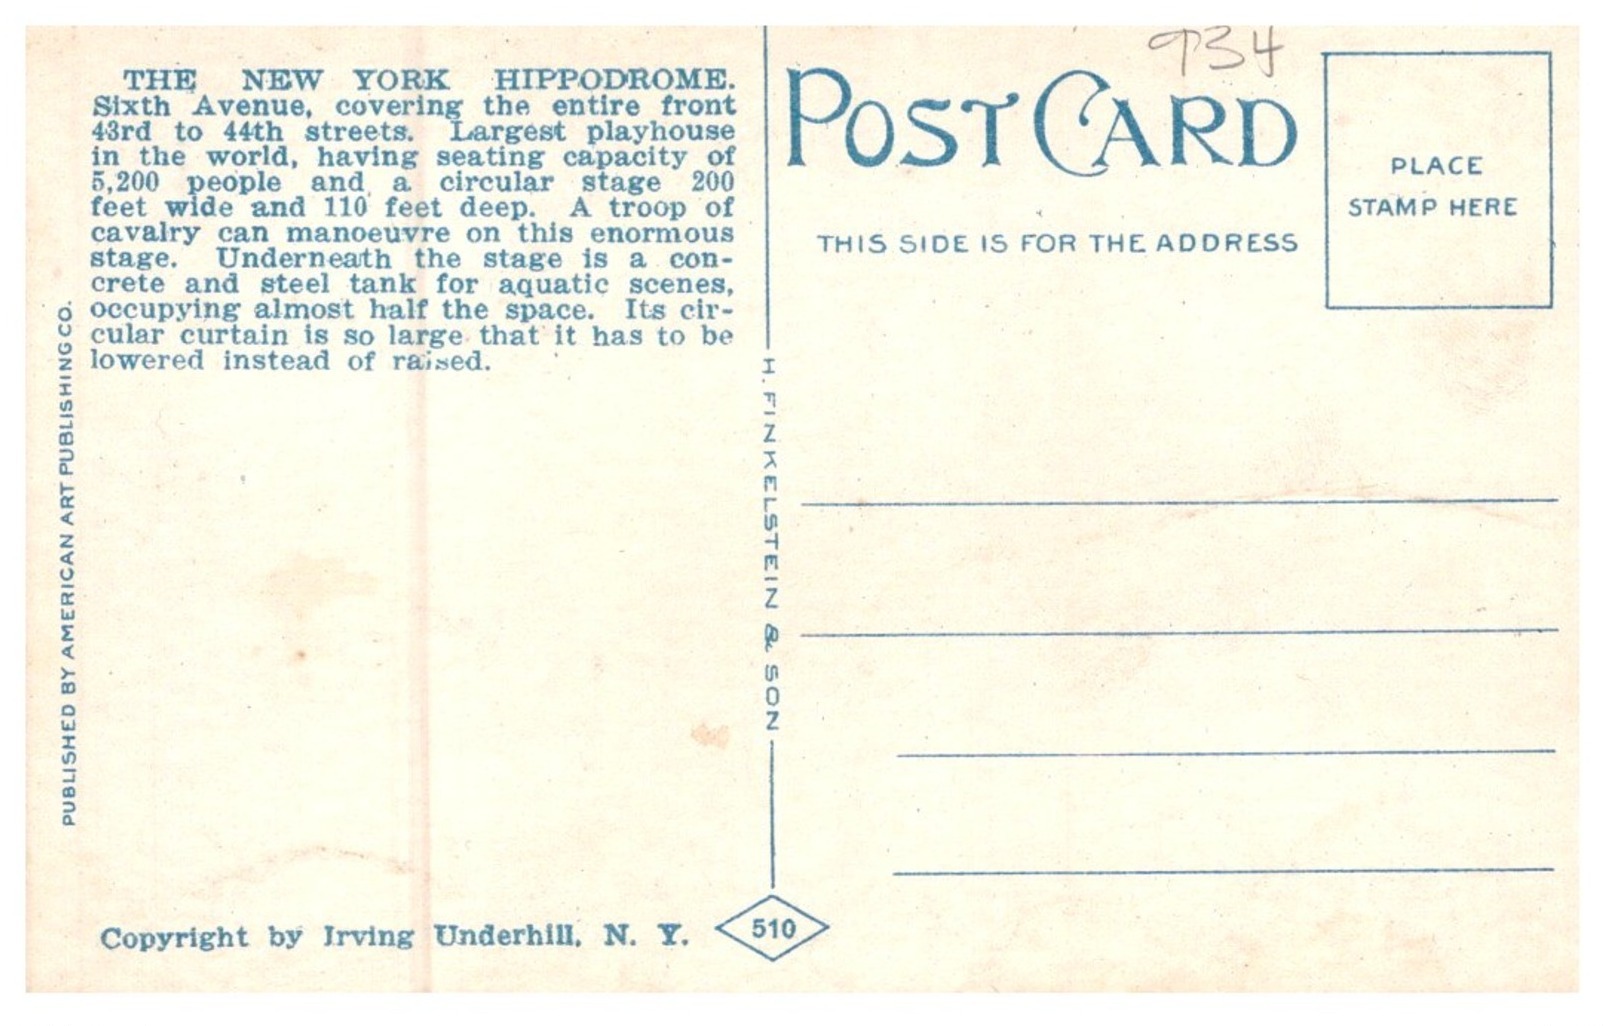 THE NEW YORK HIPPODROME.
Sixth Avenue, covering the entire front
43rd to 44th streets. Largest playhouse
in the world, having seating capacity of
5,200 people and a circular stage 200
feet wide and 110 feet deep. A troop of
cavalry can manoeuvre on this enormous
stage. Underneath the stage is a con-
crete and steel tank for aquatic scenes,
occupying almost half the space. Its cir-
cular curtain is so large that it has to be
lowered instead of raised.
PUBLISHED BY AMERICAN ART PUBLISHING CO.
Copyright by Irving Underhill, N. Y.
H. FINKELSTEIN & SON
510
934
POST CARD
THIS SIDE IS FOR THE ADDRESS
PLACE
STAMP HERE